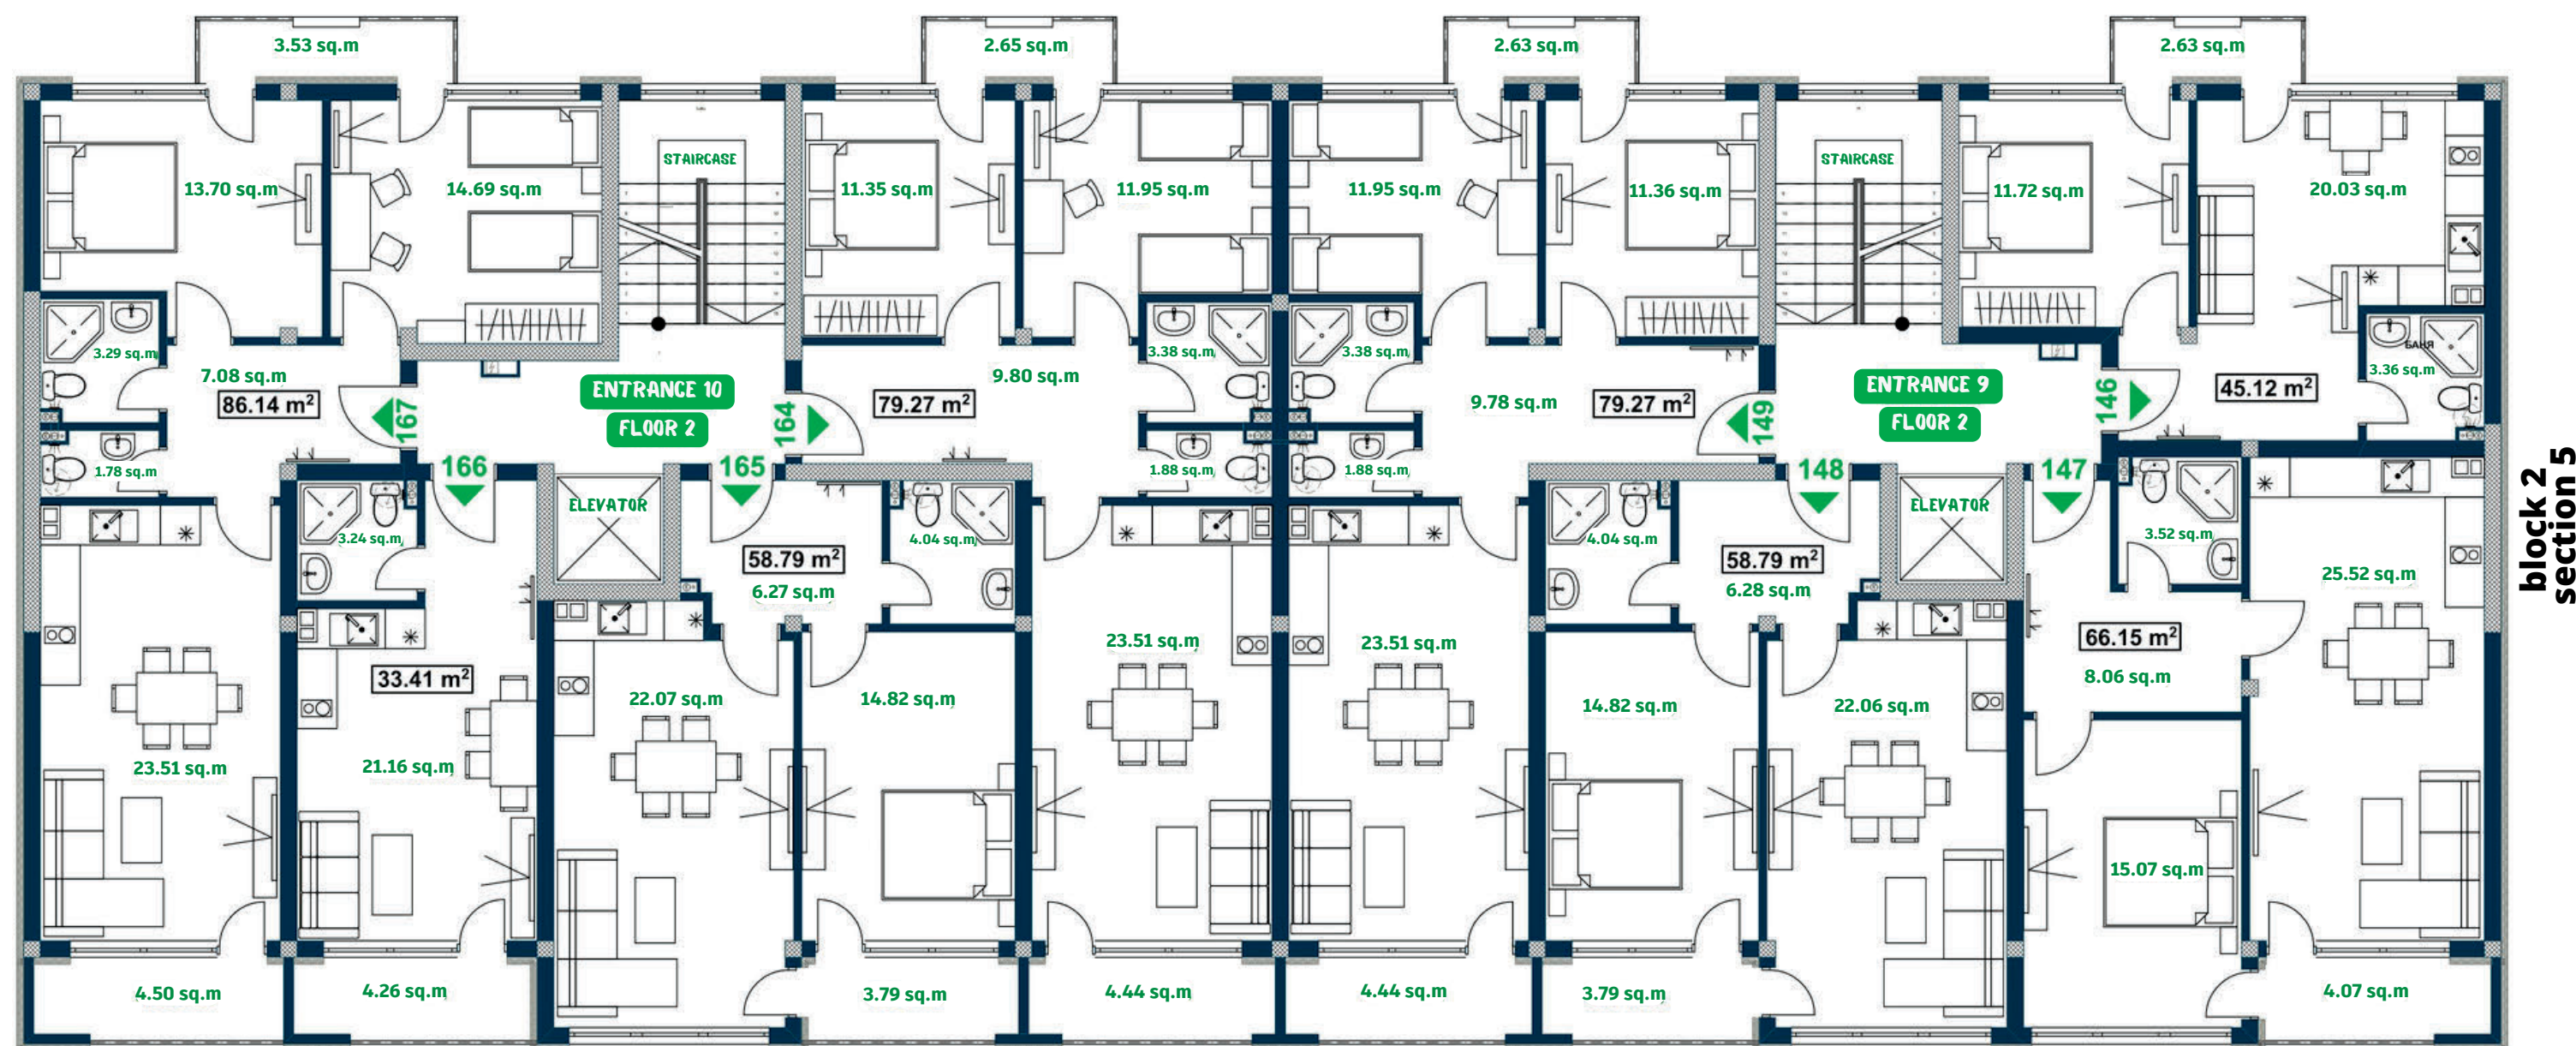 3.53 sq.m
2.65 sq.m
2.63 sq.m
2.63 sq.m
STAIRCASE
STAIRCASE
13.70 sq.m
14.69 sq.m
11.35 sq.m
11.95 sq.m
11.95 sq.m
11.36 sq.m
11.72 sq.m
20.03 sq.m
3.29 sq.m
3.38 sq.m
3.38 sq.m
БАНЯ
3.36 sq.m
7.08 sq.m
86.14 m²
167
ENTRANCE 10
FLOOR 2
164
9.80 sq.m
79.27 m²
9.78 sq.m
79.27 m²
149
ENTRANCE 9
FLOOR 2
146
45.12 m²
1.78 sq.m
166
165
1.88 sq.m
1.88 sq.m
148
147
ELEVATOR
ELEVATOR
3.24 sq.m
58.79 m²
6.27 sq.m
4.04 sq.m
4.04 sq.m
58.79 m²
6.28 sq.m
3.52 sq.m
25.52 sq.m
block 2
section 5
33.41 m²
22.07 sq.m
14.82 sq.m
23.51 sq.m
23.51 sq.m
14.82 sq.m
22.06 sq.m
66.15 m²
8.06 sq.m
23.51 sq.m
21.16 sq.m
15.07 sq.m
4.50 sq.m
4.26 sq.m
3.79 sq.m
4.44 sq.m
4.44 sq.m
3.79 sq.m
4.07 sq.m